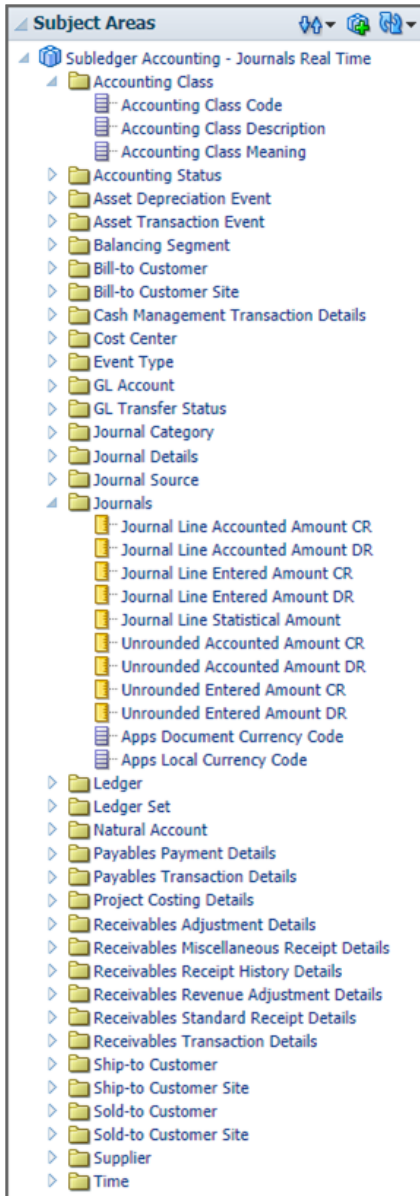 Subject Areas
Subledger Accounting - Journals Real Time
Accounting Class
Accounting Class Code
Accounting Class Description
Accounting Class Meaning
Accounting Status
Asset Depreciation Event
Asset Transaction Event
Balancing Segment
Bill-to Customer
Bill-to Customer Site
Cash Management Transaction Details
Cost Center
Event Type
GL Account
GL Transfer Status
Journal Category
Journal Details
Journal Source
Journals
Journal Line Accounted Amount CR
Journal Line Accounted Amount DR
Journal Line Entered Amount CR
Journal Line Entered Amount DR
Journal Line Statistical Amount
Unrounded Accounted Amount CR
Unrounded Accounted Amount DR
Unrounded Entered Amount CR
Unrounded Entered Amount DR
Apps Document Currency Code
Apps Local Currency Code
Ledger
Ledger Set
Natural Account
Payables Payment Details
Payables Transaction Details
Project Costing Details
Receivables Adjustment Details
Receivables Miscellaneous Receipt Details
Receivables Receipt History Details
Receivables Revenue Adjustment Details
Receivables Standard Receipt Details
Receivables Transaction Details
Ship-to Customer
Ship-to Customer Site
Sold-to Customer
Sold-to Customer Site
Supplier
Time